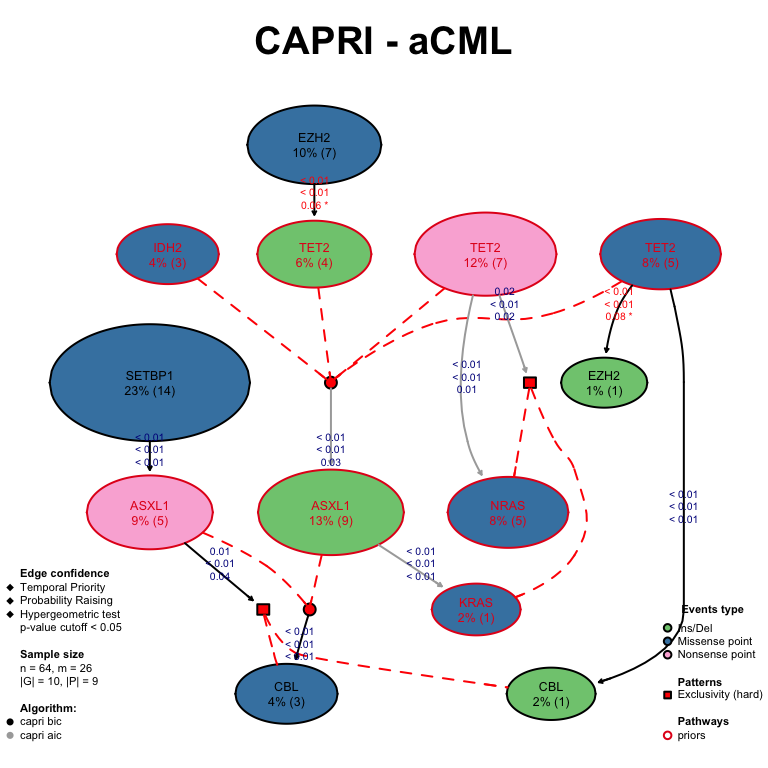 CAPRI - aCML
EZH2
10% (7)
< 0.01
< 0.01
0.06 *
IDH2
4% (3)
TET2
6% (4)
TET2
12% (7)
TET2
8% (5)
0.02
< 0.01
0.02
< 0.01
< 0.01
0.08 *
SETBP1
23% (14)
< 0.01
< 0.01
0.01
EZH2
1% (1)
< 0.01
< 0.01
< 0.01
< 0.01
< 0.01
0.03
ASXL1
9% (5)
ASXL1
13% (9)
NRAS
8% (5)
< 0.01
< 0.01
< 0.01
0.01
< 0.01
0.04
< 0.01
< 0.01
< 0.01
KRAS
2% (1)
< 0.01
< 0.01
< 0.01
CBL
4% (3)
CBL
2% (1)
Edge confidence
Temporal Priority
Probability Raising
Hypergeometric test
p-value cutoff < 0.05
Sample size
n = 64, m = 26
|G| = 10, |P| = 9
Algorithm:
capri bic
capri aic
Events type
Ins/Del
Missense point
Nonsense point
Patterns
Exclusivity (hard)
Pathways
priors